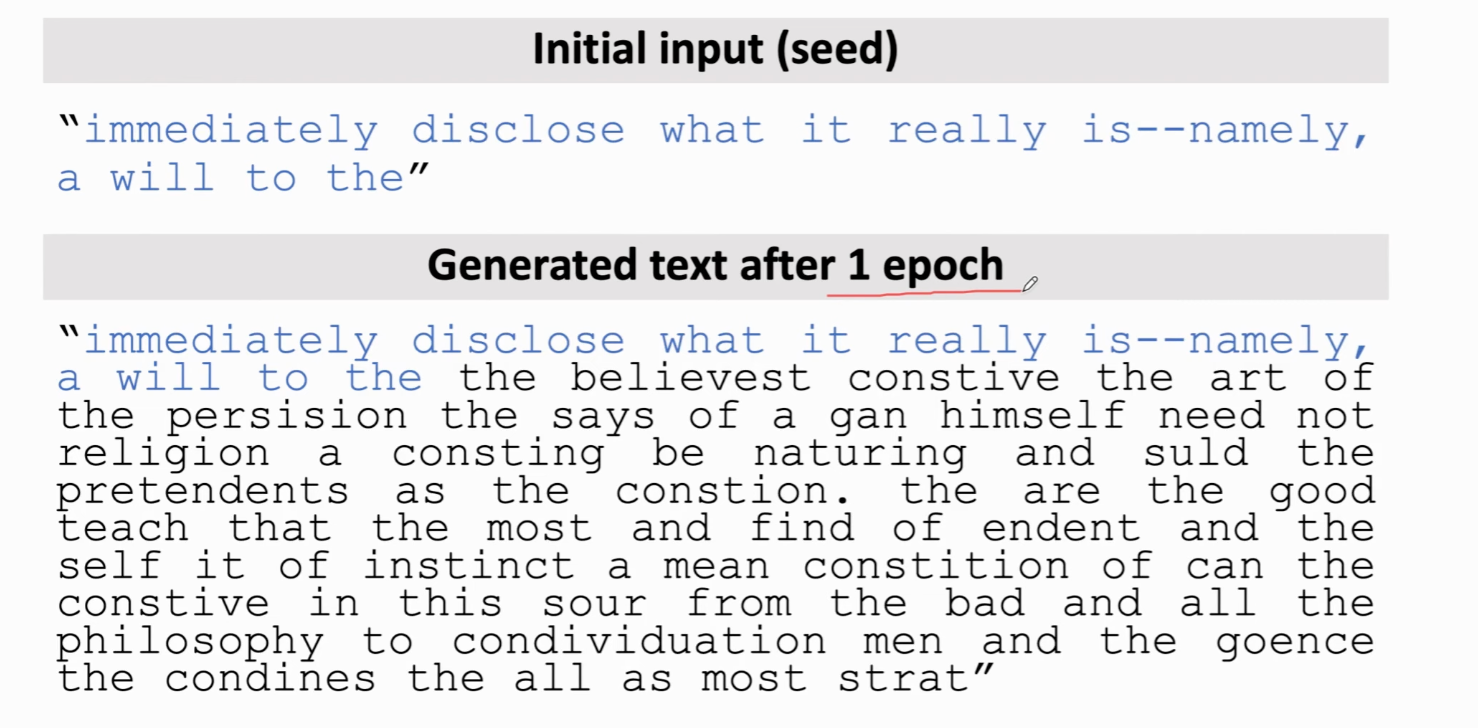 Initial input (seed)
“immediately disclose what it really is--namely,
a will to the”
Generated text after 1 epoch
“immediately disclose what it really is--namely,
a will to the the believest constive the art of
the persision the says of a gan himself need not
religion a consting be naturing and suld the
pretendents as the constion. the are the good
teach that the most and find of endent and the
self it of instinct a mean constition of can the
constive in this sour from the bad and all the
philosophy to condividuation men and the goence
the condines the all as most strat”